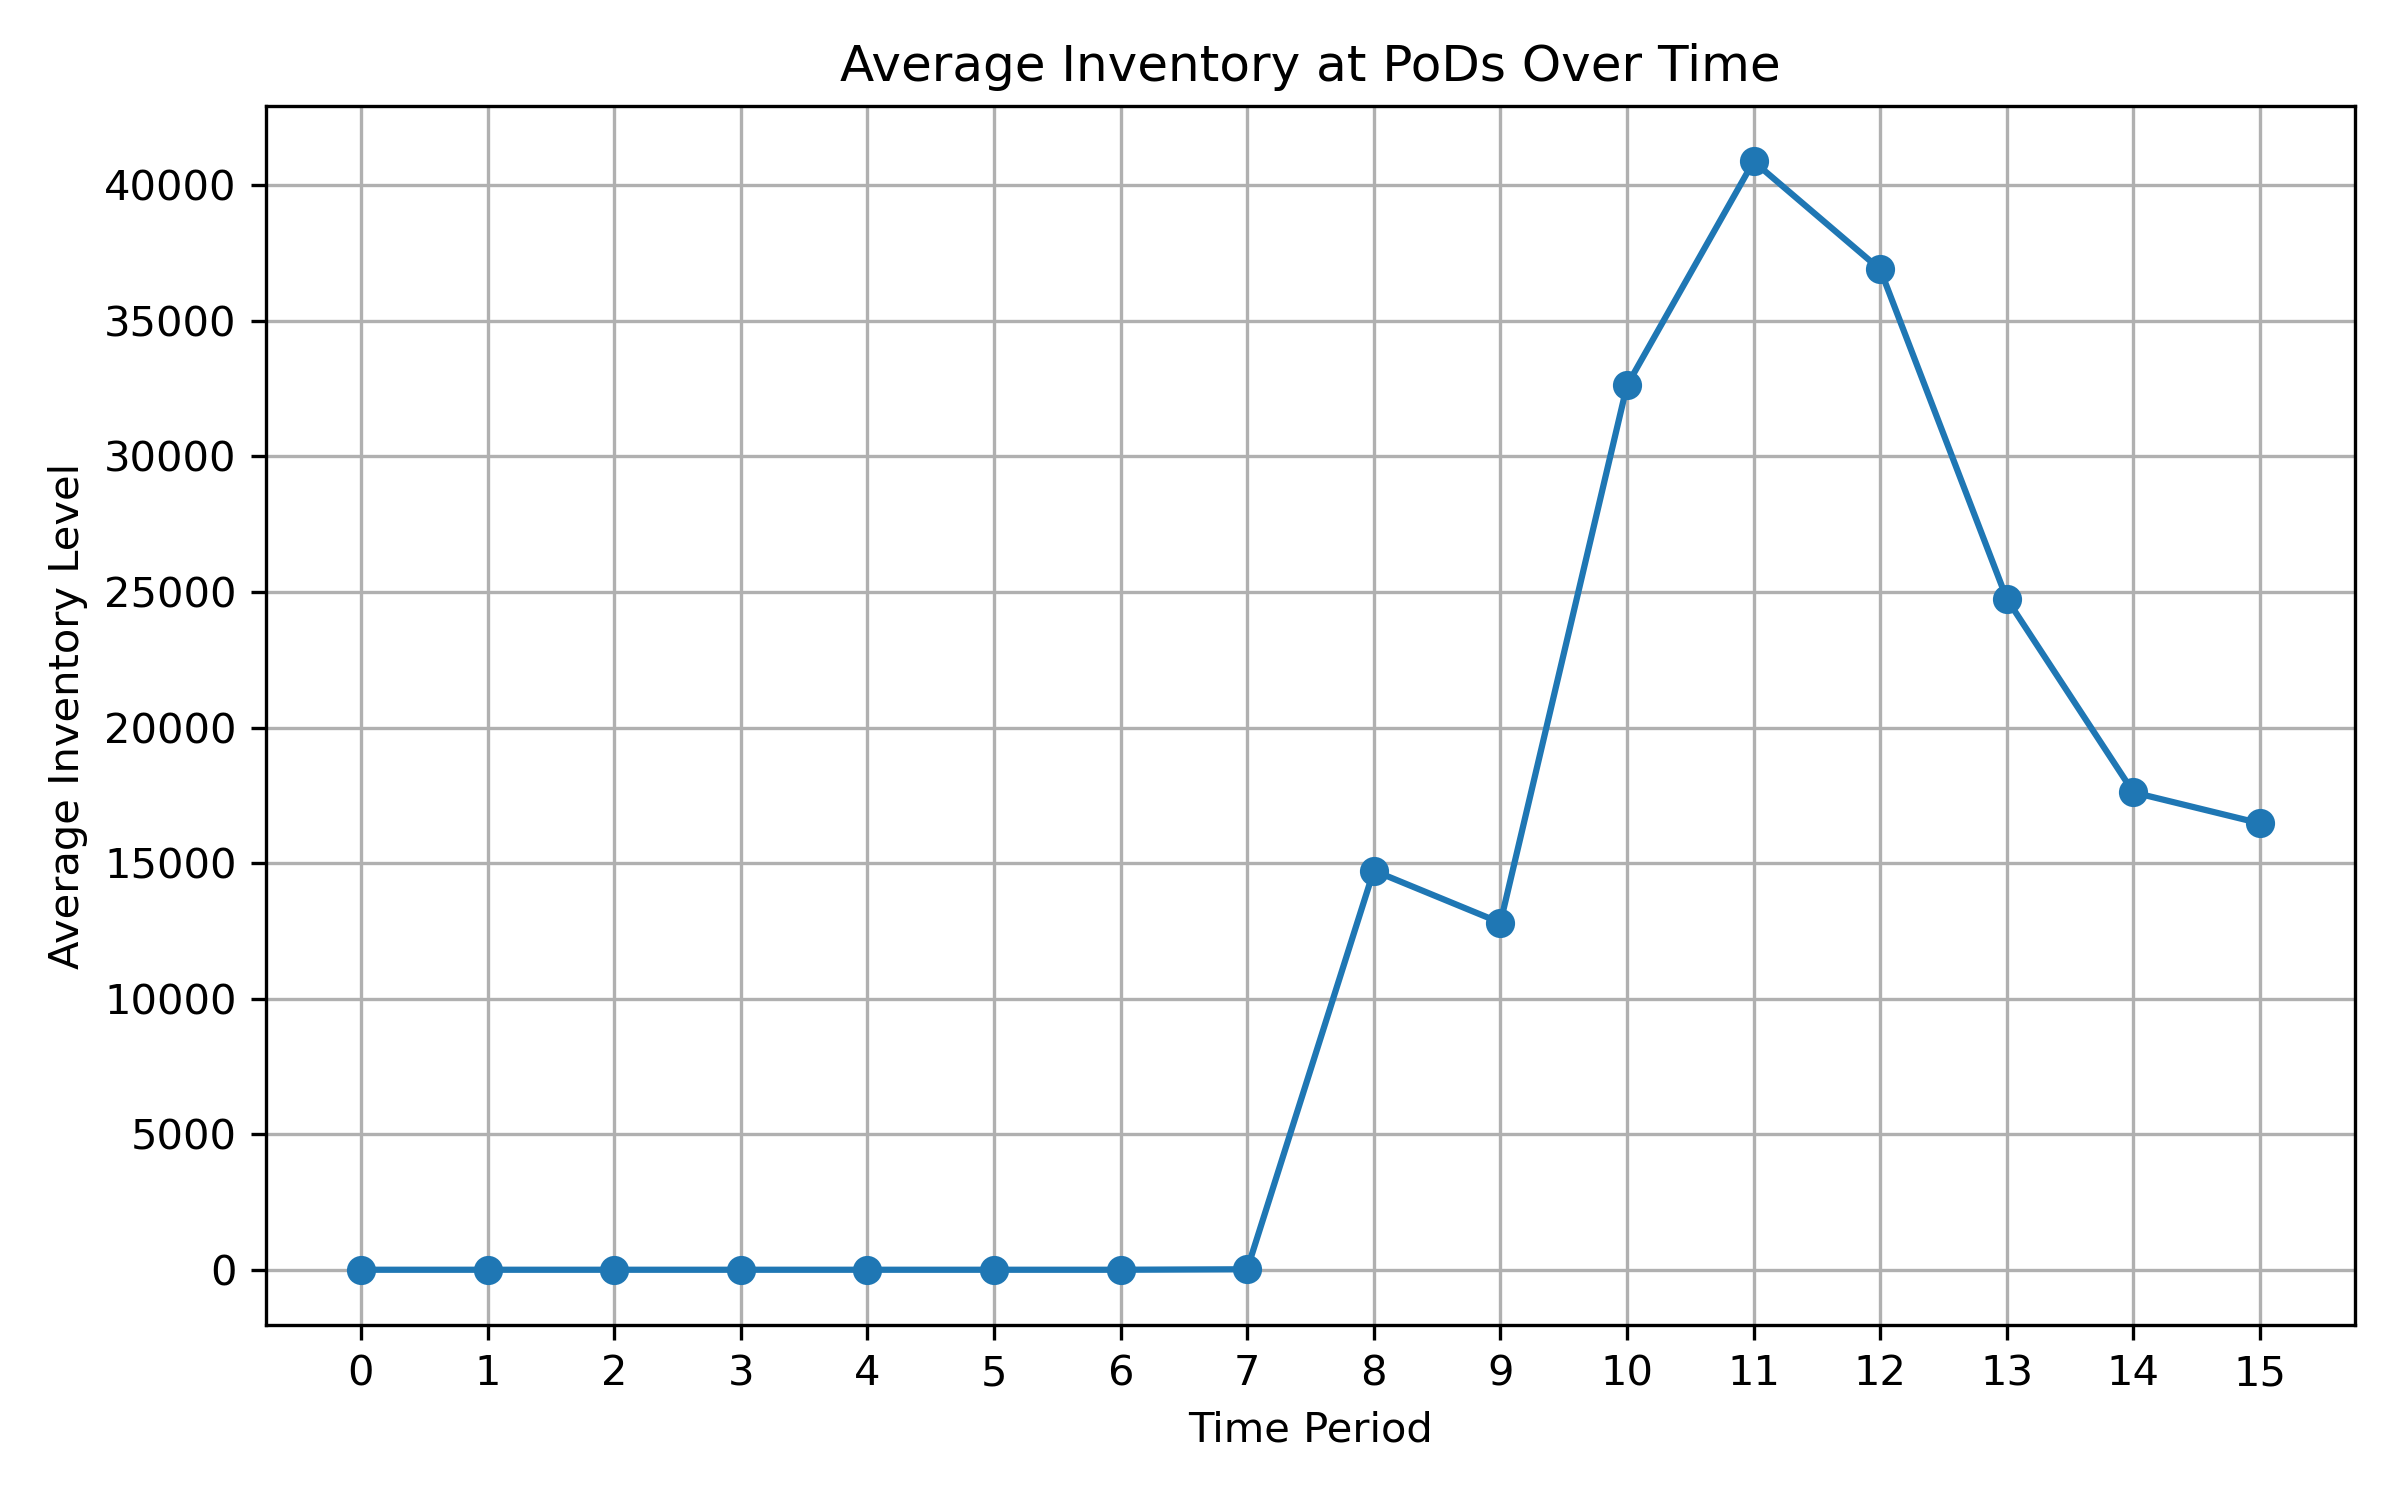 Average Inventory at PoDs Over Time
Average Inventory Level
40000
35000
30000
25000
20000
15000
10000
5000
0
0 1 2 3 4 5 6 7 8 9 10 11 12 13 14 15
Time Period